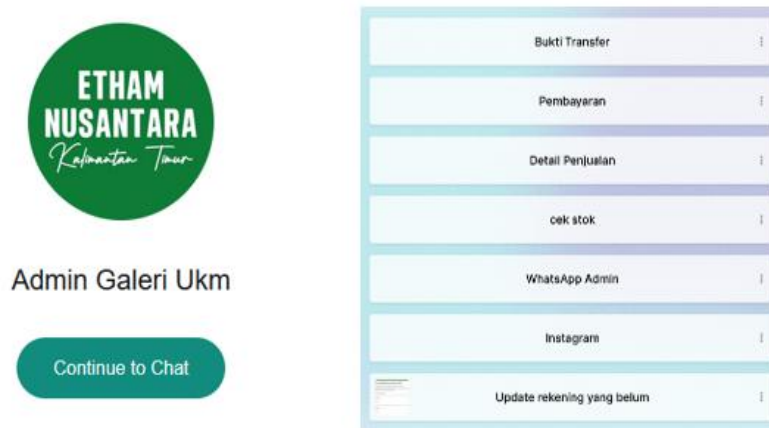 ETHAM
NUSANTARA
Kalimantan Timur
Admin Galeri Ukm
Continue to Chat
Bukti Transfer
Pembayaran
Detail Penjualan
cek stok
WhatsApp Admin
Instagram
Update rekening yang belum